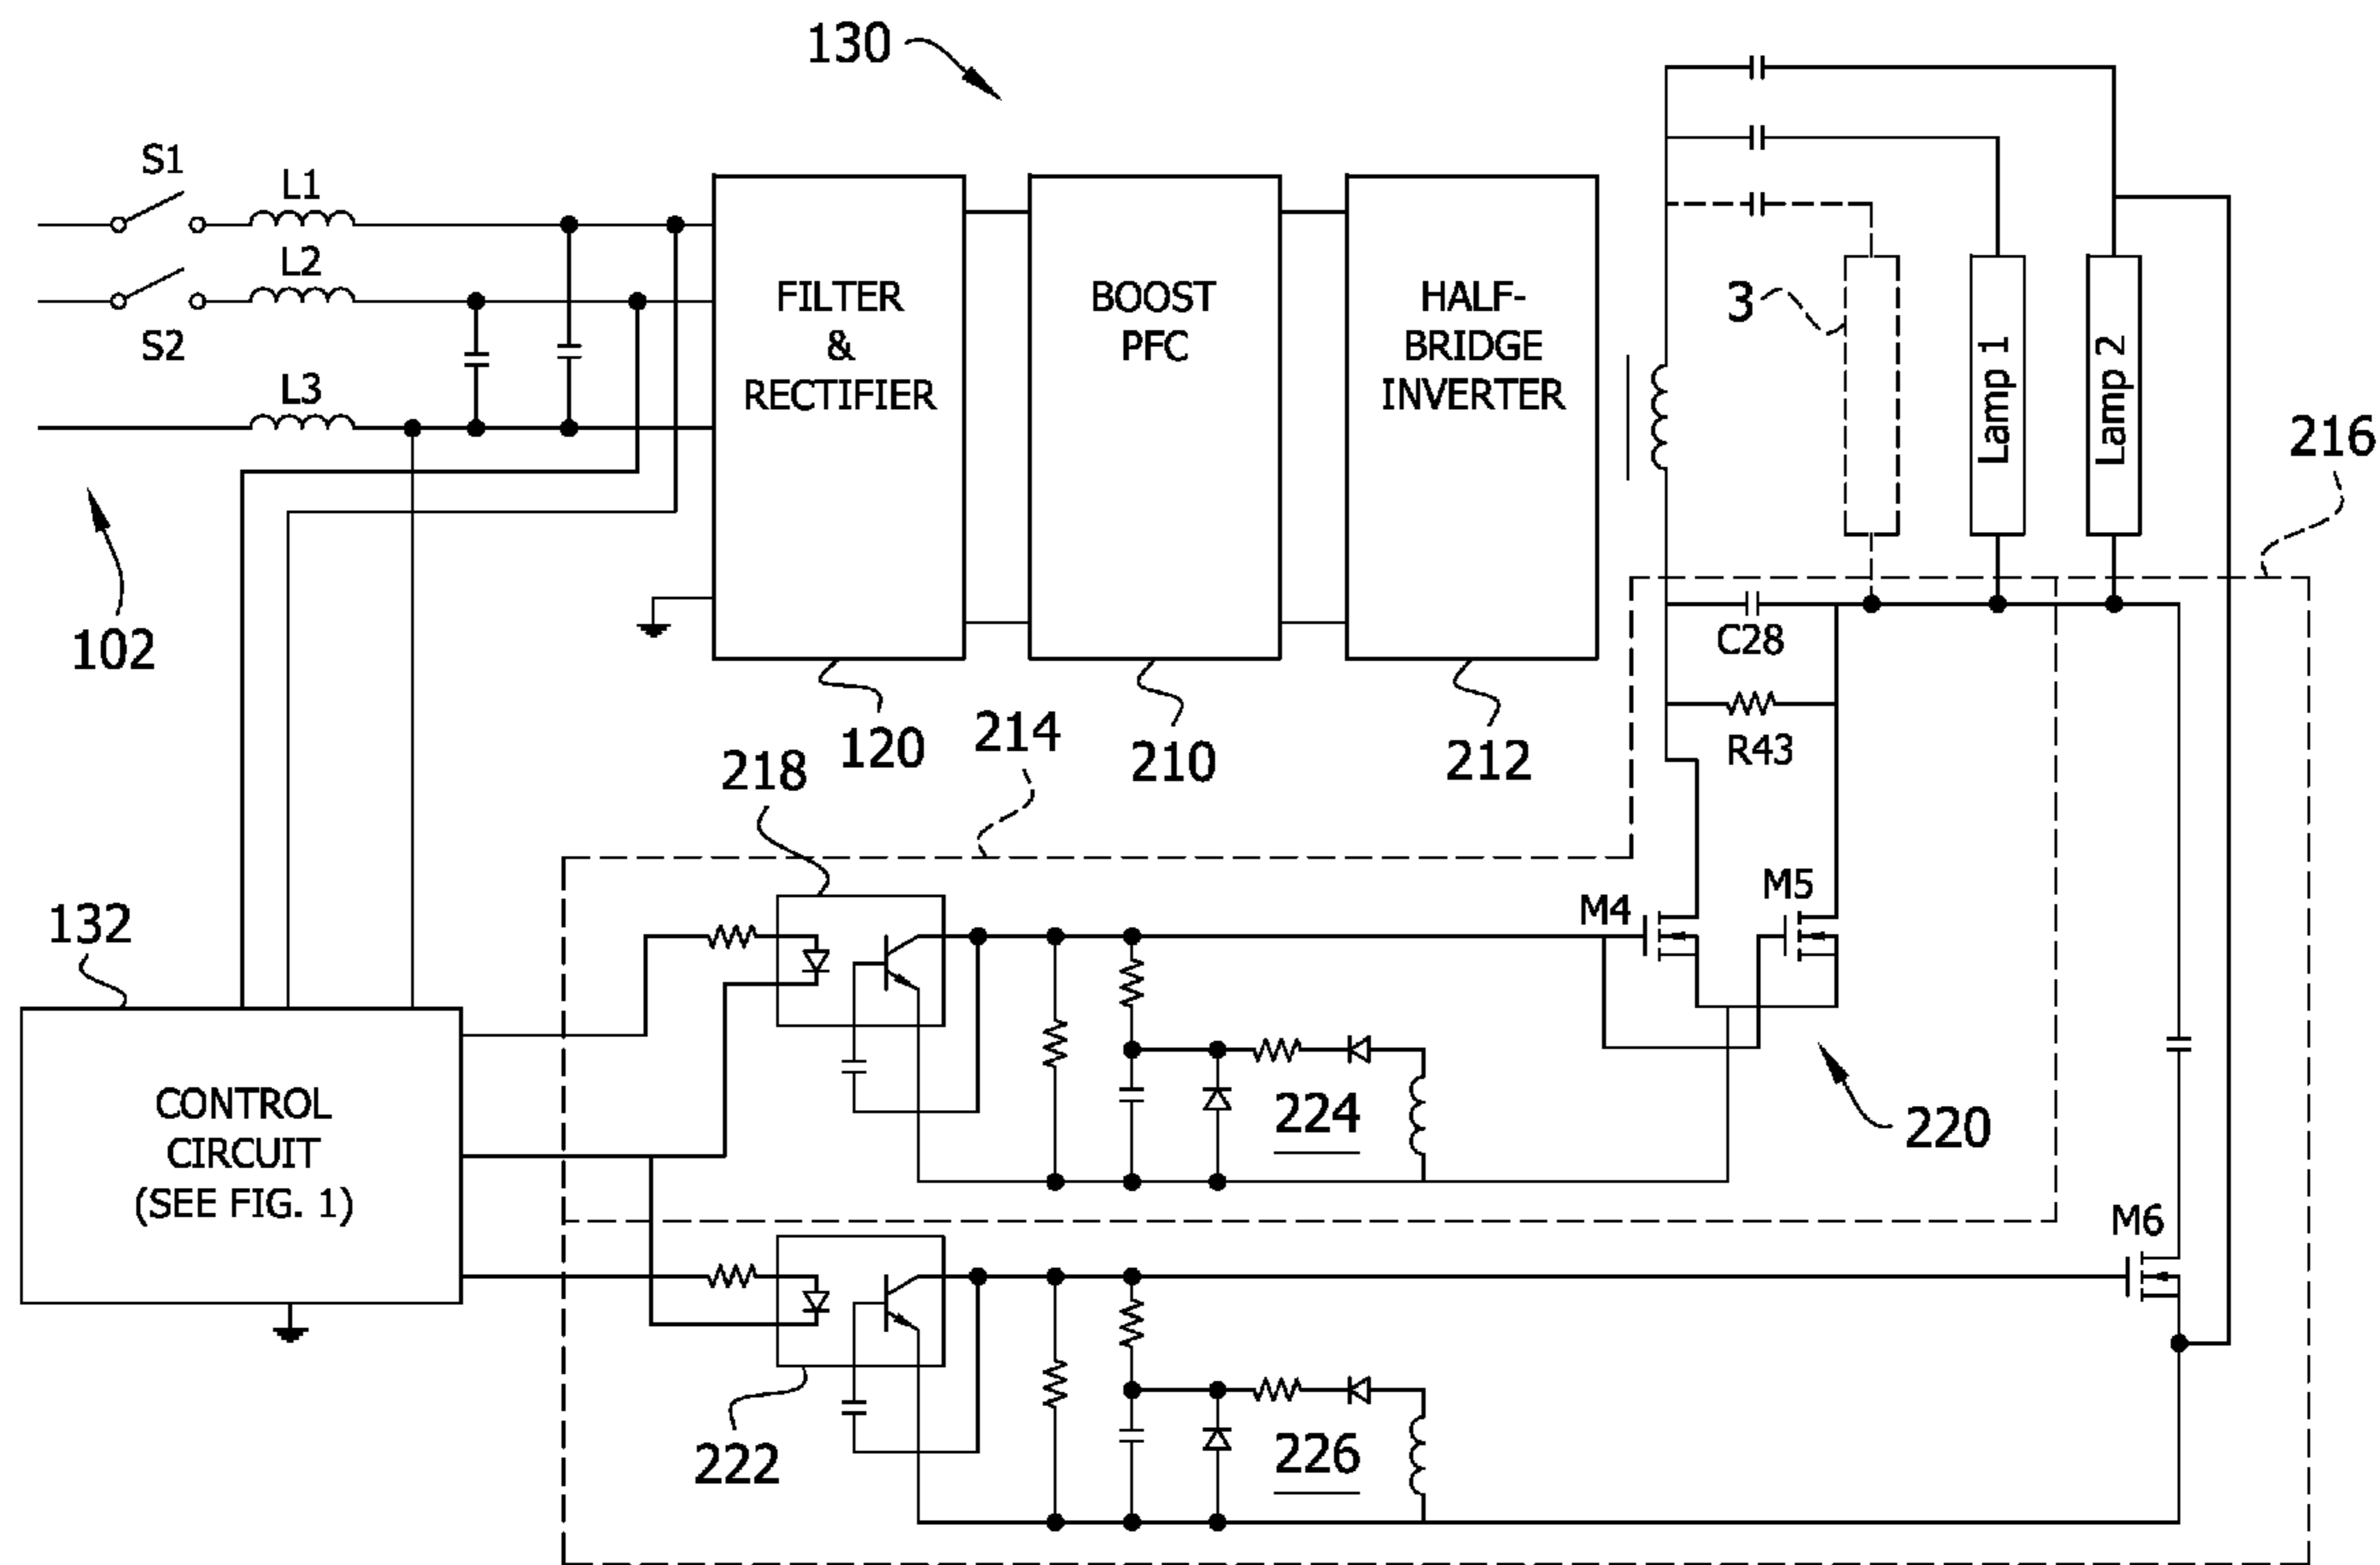 130
S1
L1
L2
S2
L3
FILTER
&
RECTIFIER
BOOST
PFC
HALF-
BRIDGE
INVERTER
3
Lamp 1
Lamp 2
216
102
C28
R43
120
210
212
214
218
M4
M5
132
CONTROL
CIRCUIT
(SEE FIG. 1)
224
220
M6
222
226